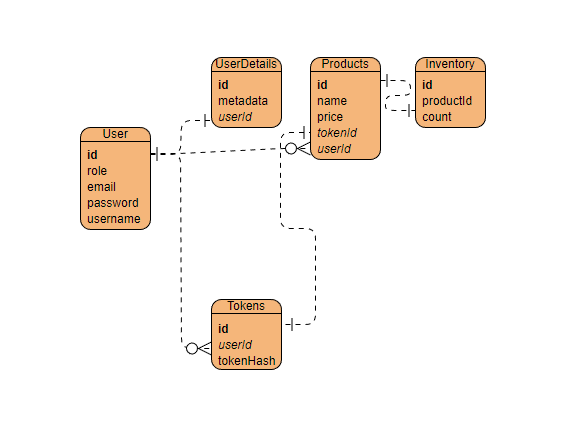 UserDetails
id
metadata
userId
Products
id
name
price
tokenId
userId
Inventory
id
productId
count
User
id
role
email
password
username
Tokens
id
userId
tokenHash